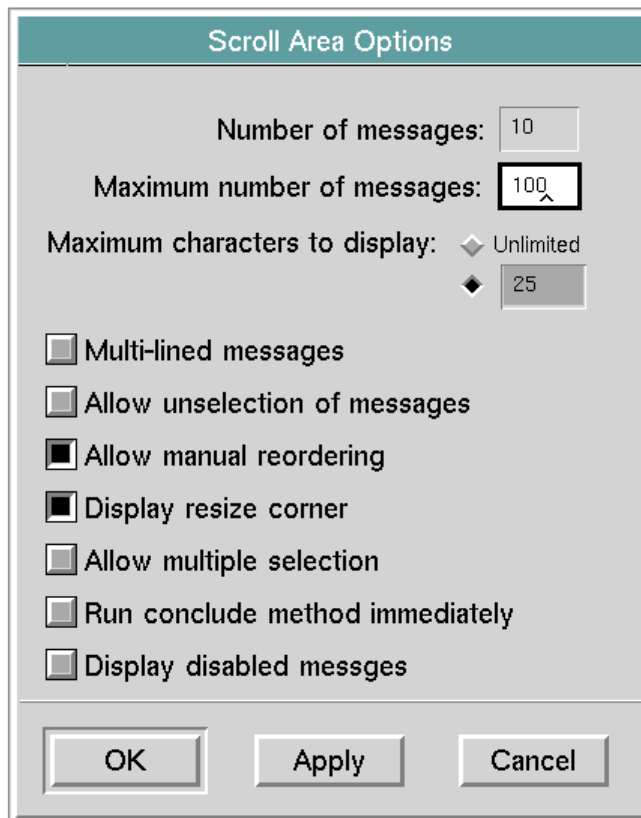 Scroll Area Options
Number of messages: 10
Maximum number of messages: 100
Maximum characters to display: Unlimited
25
Multi-lined messages
Allow unselection of messages
Allow manual reordering
Display resize corner
Allow multiple selection
Run conclude method immediately
Display disabled messges
OK Apply Cancel